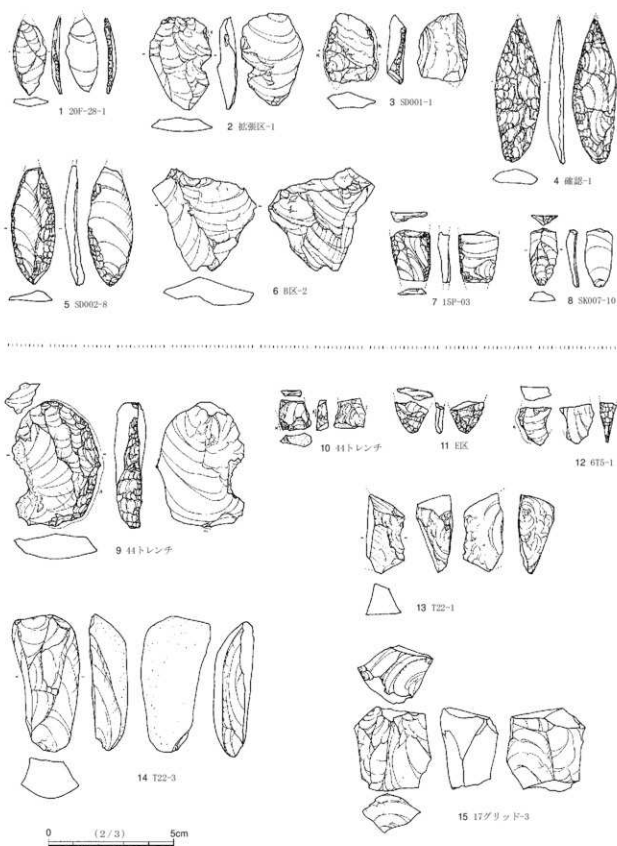 1 20F-28-1
2 拡張区-1
3 SD001-1
4 確認-1
5 SD002-8
6 B区-2
7 15P-03
8 SK007-10
9 44トレンチ
10 44トレンチ
11 E区
12 6T5-1
13 T22-1
14 T22-3
15 17グリッド-3
0 (2/3) 5cm